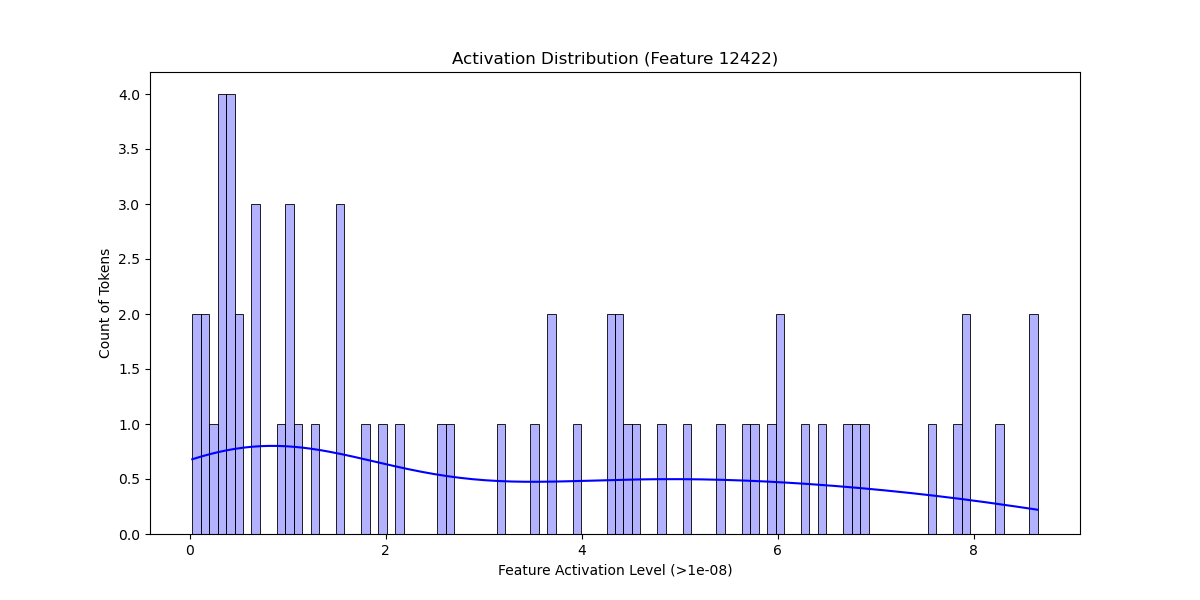 Activation Distribution (Feature 12422)
4.0
3.5
3.0
2.5
2.0
1.5
1.0
0.5
0.0
Count of Tokens
0 2 4 6 8
Feature Activation Level (>1e-08)